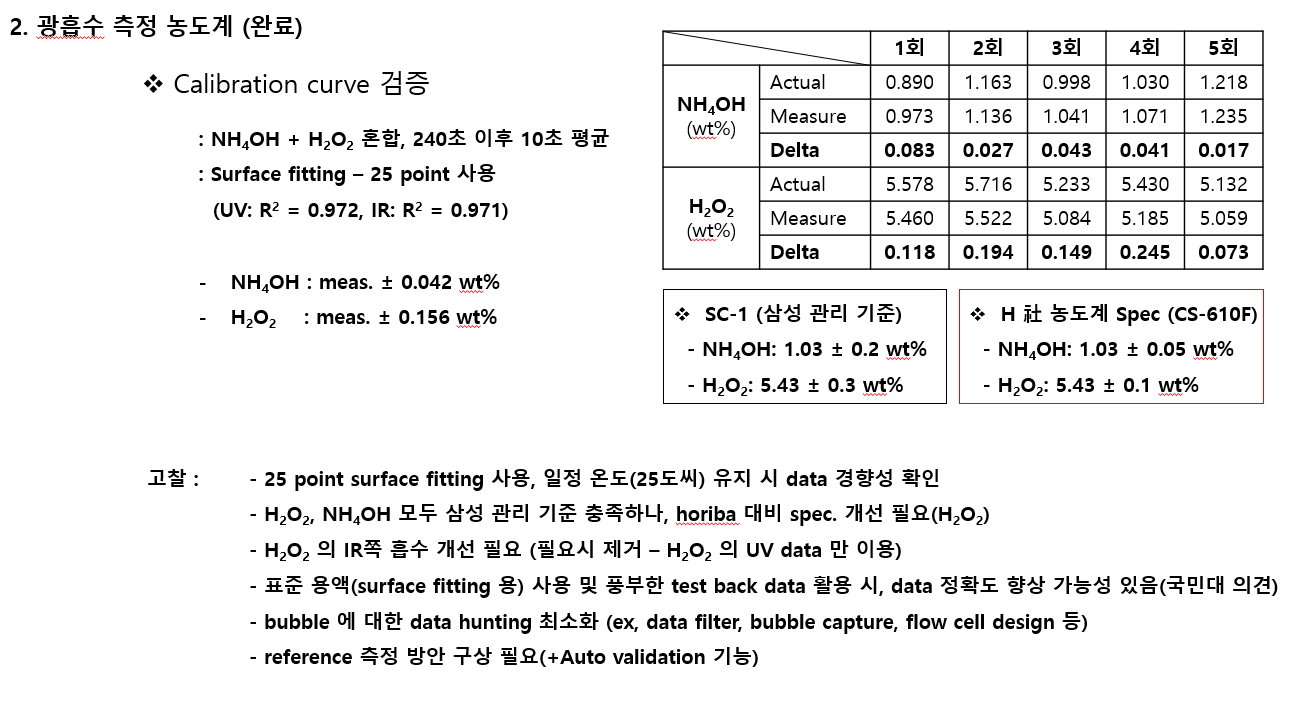 2. 광흡수 측정 농도계 (완료)
❖ Calibration curve 검증
: NH₄OH + H₂O₂ 혼합, 240초 이후 10초 평균
: Surface fitting – 25 point 사용
(UV: R² = 0.972, IR: R² = 0.971)
- NH₄OH : meas. ± 0.042 wt%
- H₂O₂ : meas. ± 0.156 wt%
1회 2회 3회 4회 5회
NH₄OH (wt%)
Actual 0.890 1.163 0.998 1.030 1.218
Measure 0.973 1.136 1.041 1.071 1.235
Delta 0.083 0.027 0.043 0.041 0.017
H₂O₂ (wt%)
Actual 5.578 5.716 5.233 5.430 5.132
Measure 5.460 5.522 5.084 5.185 5.059
Delta 0.118 0.194 0.149 0.245 0.073
❖ SC-1 (삼성 관리 기준)
- NH₄OH: 1.03 ± 0.2 wt%
- H₂O₂: 5.43 ± 0.3 wt%
❖ H 社 농도계 Spec (CS-610F)
- NH₄OH: 1.03 ± 0.05 wt%
- H₂O₂: 5.43 ± 0.1 wt%
고찰 : - 25 point surface fitting 사용, 일정 온도(25도씨) 유지 시 data 경향성 확인
- H₂O₂, NH₄OH 모두 삼성 관리 기준 충족하나, horiba 대비 spec. 개선 필요(H₂O₂)
- H₂O₂ 의 IR쪽 흡수 개선 필요 (필요시 제거 – H₂O₂ 의 UV data 만 이용)
- 표준 용액(surface fitting 용) 사용 및 풍부한 test back data 활용 시, data 정확도 향상 가능성 있음(국민대 의견)
- bubble 에 대한 data hunting 최소화 (ex, data filter, bubble capture, flow cell design 등)
- reference 측정 방안 구상 필요(+Auto validation 기능)